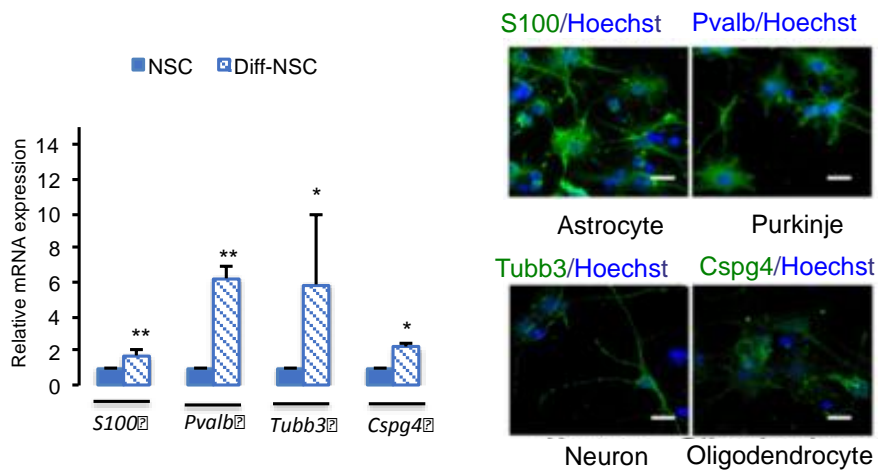 NSC Diff-NSC
Relative mRNA expression
14
12
10
8
6
4
2
0
** ** * *
S100 Pvalb Tubb3 Cspg4
S100/Hoechst Pvalb/Hoechst
Astrocyte Purkinje
Tubb3/Hoechst Cspg4/Hoechst
Neuron Oligodendrocyte